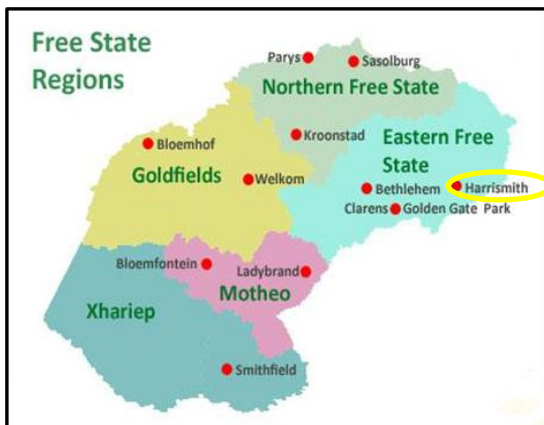 Free State
Regions
Parys
Sasolburg
Northern Free State
Kroonstad
Eastern Free
State
Bloemhof
Goldfields
Welkom
Bethlehem
Harrismith
Clarens
Golden Gate Park
Bloemfontein
Ladybrand
Motheo
Xhariep
Smithfield